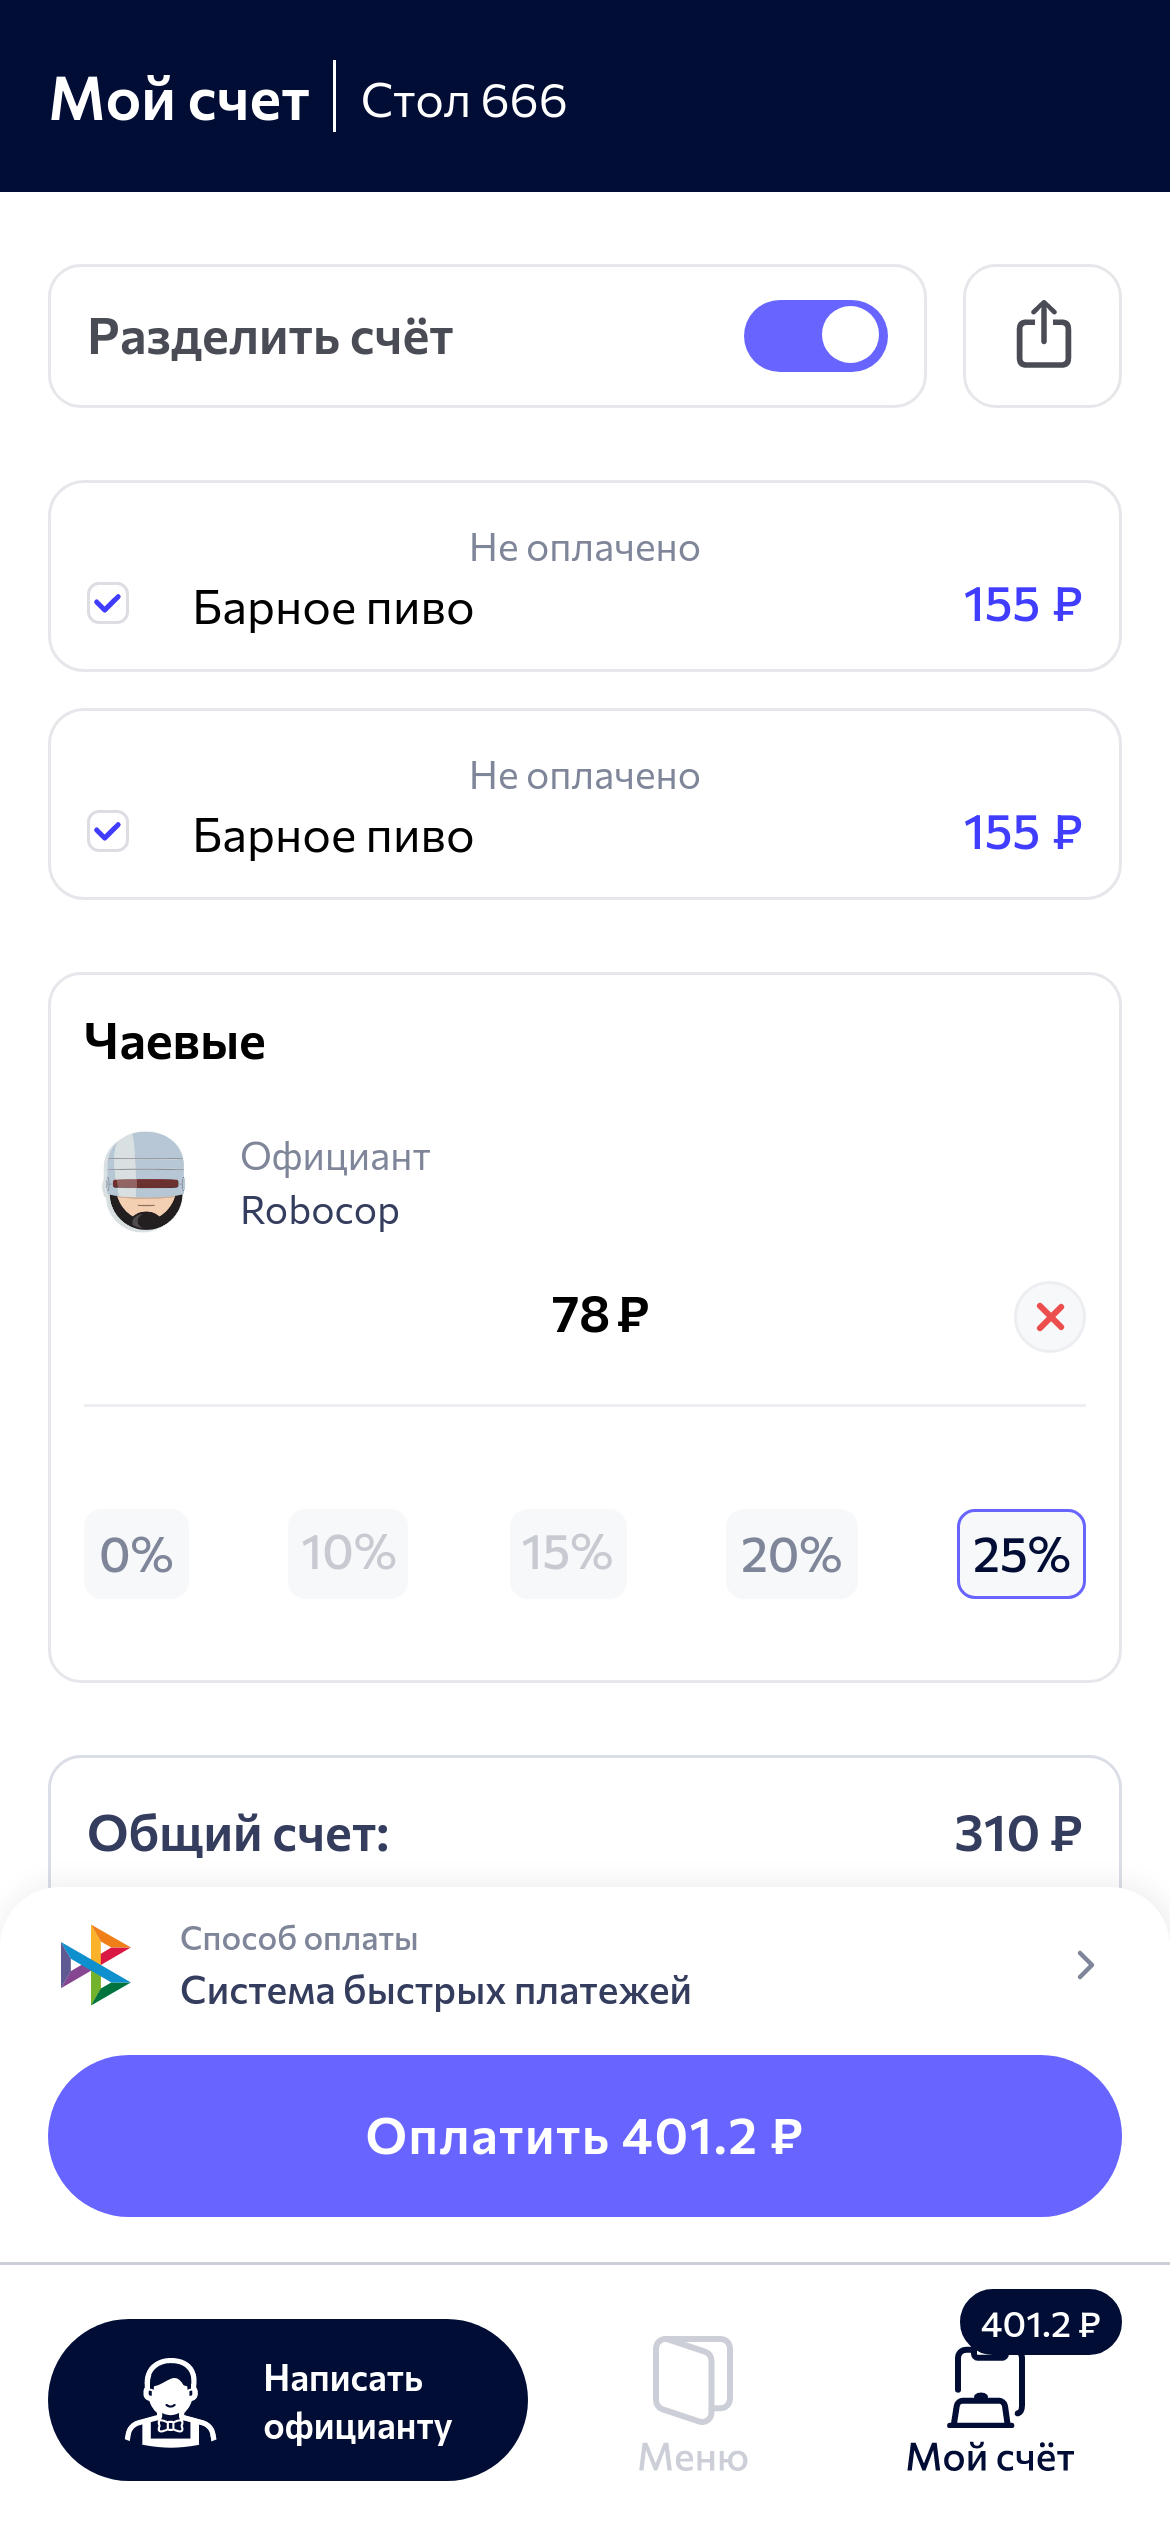 Мой счет
Стол 666
Разделить счёт
Не оплачено
Барное пиво
155 ₽
Не оплачено
Барное пиво
155 ₽
Чаевые
Официант
Robocop
78 ₽
0%
10%
15%
20%
25%
Общий счет:
310 ₽
Способ оплаты
Система быстрых платежей
Оплатить 401.2 ₽
Написать
официанту
Меню
401.2 ₽
Мой счёт